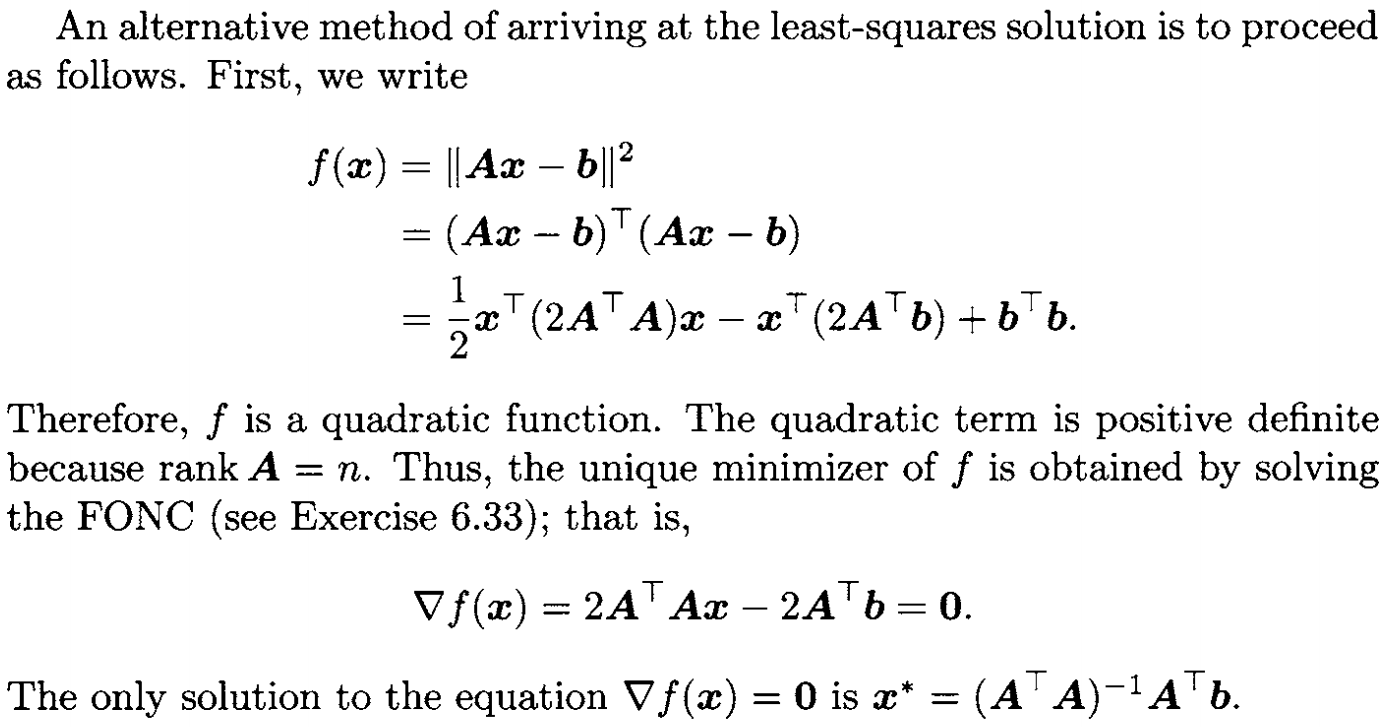 An alternative method of arriving at the least-squares solution is to proceed
as follows. First, we write
f(x) = ‖Ax − b‖²
= (Ax − b)⊤(Ax − b)
= 1/2 x⊤(2A⊤A)x − x⊤(2A⊤b) + b⊤b.
Therefore, f is a quadratic function. The quadratic term is positive definite
because rank A = n. Thus, the unique minimizer of f is obtained by solving
the FONC (see Exercise 6.33); that is,
∇f(x) = 2A⊤Ax − 2A⊤b = 0.
The only solution to the equation ∇f(x) = 0 is x* = (A⊤A)⁻¹A⊤b.